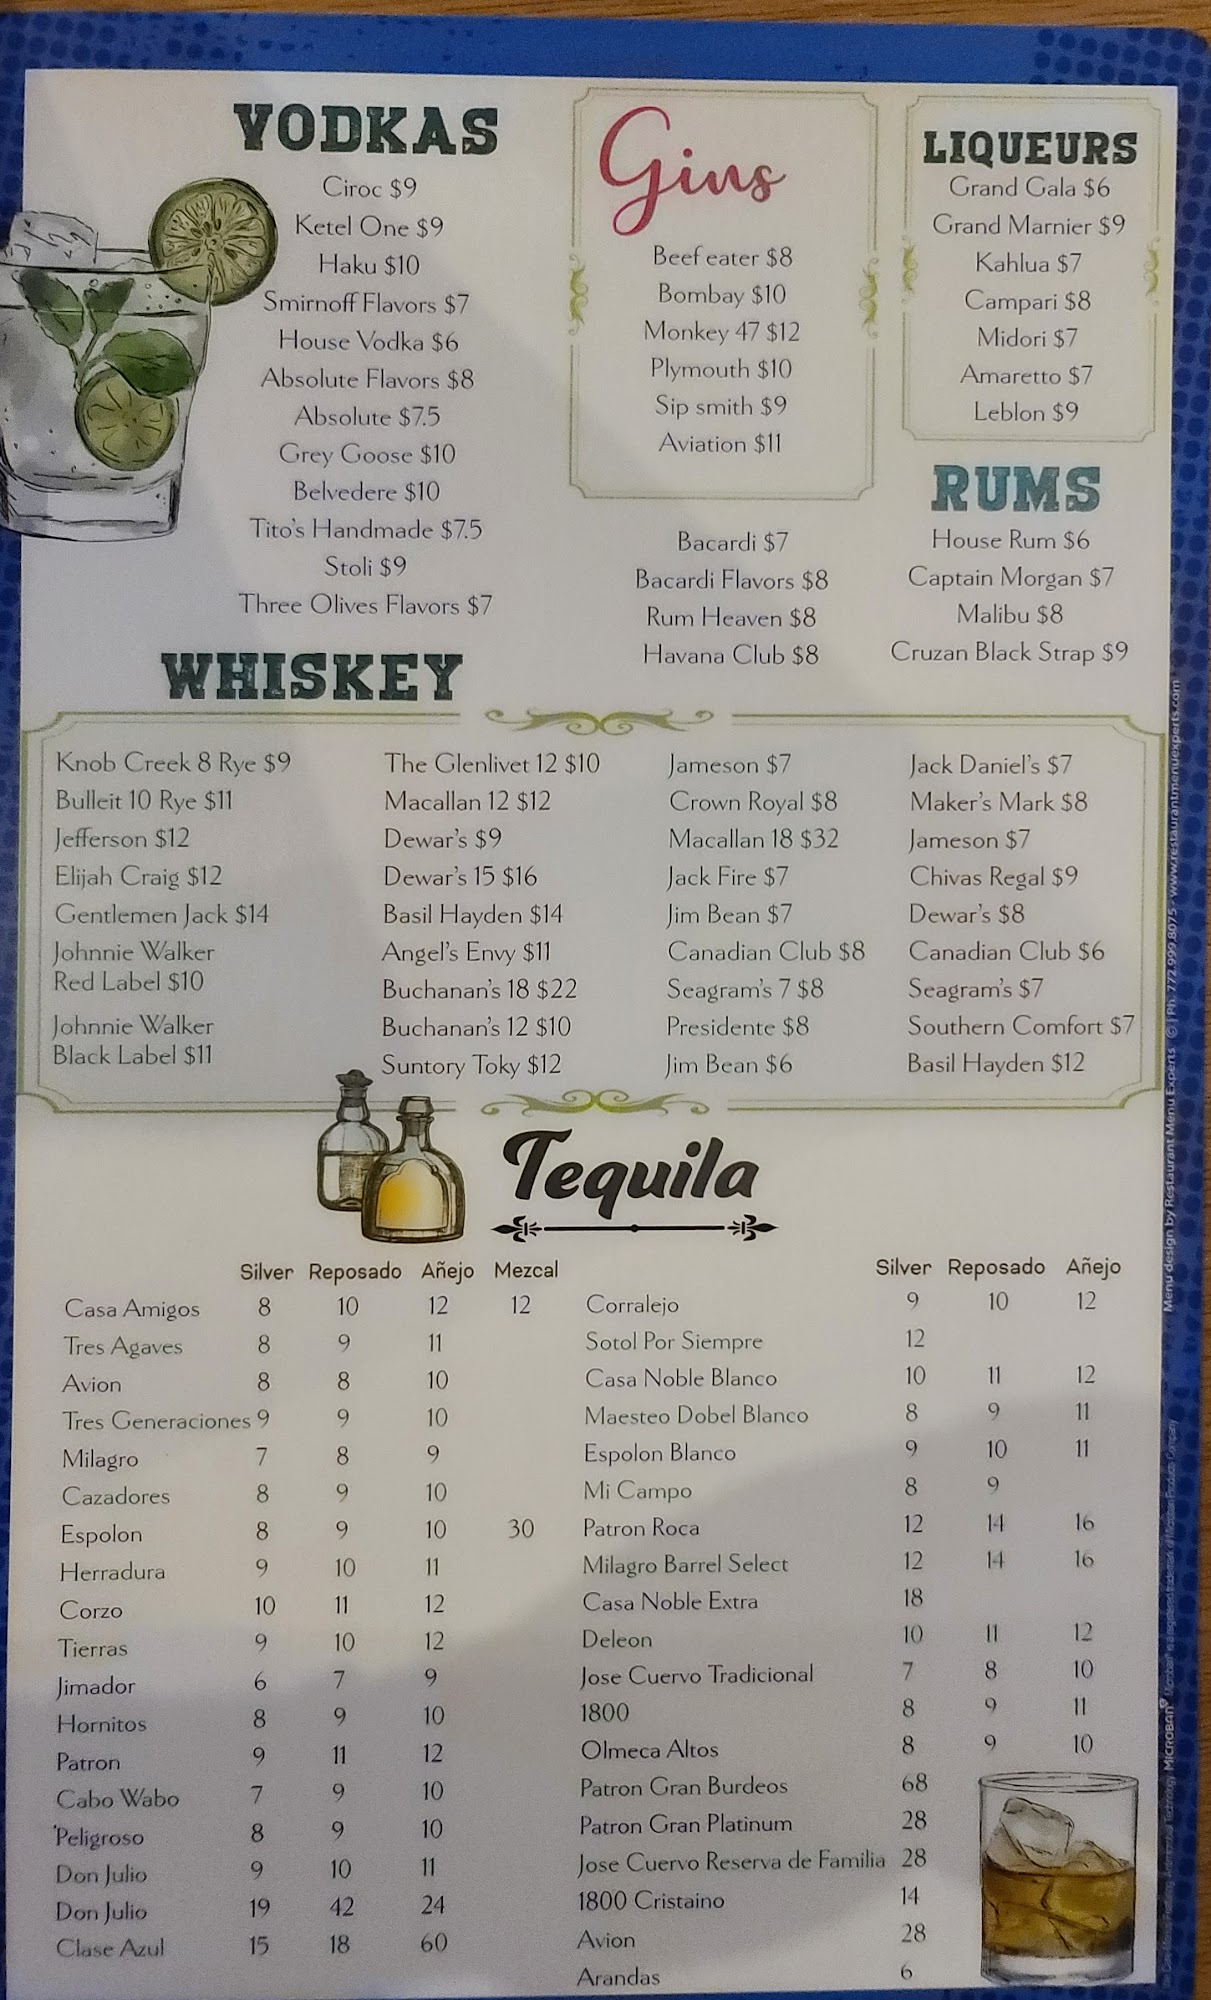 VODKAS
Ciroc $9
Ketel One $9
Haku $10
Smirnoff Flavors $7
House Vodka $6
Absolute Flavors $8
Absolute $7.5
Grey Goose $10
Belvedere $10
Tito's Handmade $7.5
Stoli $9
Three Olives Flavors $7
Gins
Beefeater $8
Bombay $10
Monkey 47 $12
Plymouth $10
Sip smith $9
Aviation $11
LIQUEURS
Grand Gala $6
Grand Marnier $9
Kahlua $7
Campari $8
Midori $7
Amaretto $7
Leblon $9
RUMS
Bacardi $7
Bacardi Flavors $8
Rum Heaven $8
Havana Club $8
House Rum $6
Captain Morgan $7
Malibu $8
Cruzan Black Strap $9
WHISKEY
Knob Creek 8 Rye $9
Bulleit 10 Rye $11
Jefferson $12
Elijah Craig $12
Gentlemen Jack $14
Johnnie Walker
Red Label $10
Johnnie Walker
Black Label $11
The Glenlivet 12 $10
Macallan 12 $12
Dewar's $9
Dewar's 15 $16
Basil Hayden $14
Angel's Envy $11
Buchanan's 18 $22
Buchanan's 12 $10
Suntory Toky $12
Jameson $7
Crown Royal $8
Macallan 18 $32
Jack Fire $7
Jim Bean $7
Canadian Club $8
Seagram's 7 $8
Presidente $8
Jim Bean $6
Jack Daniel's $7
Maker's Mark $8
Jameson $7
Chivas Regal $9
Dewar's $8
Canadian Club $6
Seagram's $7
Southern Comfort $7
Basil Hayden $12
Tequila
Silver Reposado Añejo Mezcal
Casa Amigos 8 10 12 12
Tres Agaves 8 9 11
Avion 8 8 10
Tres Generaciones 9 9 10
Milagro 7 8 9
Cazadores 8 9 10
Espolon 8 9 10 30
Herradura 9 10 11
Corzo 10 11 12
Tierras 9 10 12
Jimador 6 7 9
Hornitos 8 9 10
Patron 9 11 12
Cabo Wabo 7 9 10
'Peligroso 8 9 10
Don Julio 9 10 11
Don Julio 19 42 24
Clase Azul 15 18 60
Silver Reposado Añejo
Corralejo 9 10 12
Sotol Por Siempre 12
Casa Noble Blanco 10 11 12
Maesteo Dobel Blanco 8 9 11
Espolon Blanco 9 10 11
Mi Campo 8 9
Patron Roca 12 14 16
Milagro Barrel Select 12 14 16
Casa Noble Extra 18
Deleon 10 11 12
Jose Cuervo Tradicional 7 8 10
1800 8 9 11
Olmeca Altos 8 9 10
Patron Gran Burdeos 68
Patron Gran Platinum 28
Jose Cuervo Reserva de Familia 28
1800 Cristaino 14
Avion 28
Arandas 6
Menu design by Restaurant Menu Experts © | Ph. 772.999.8075 - www.restaurantmenuexperts.com
MICROBAN